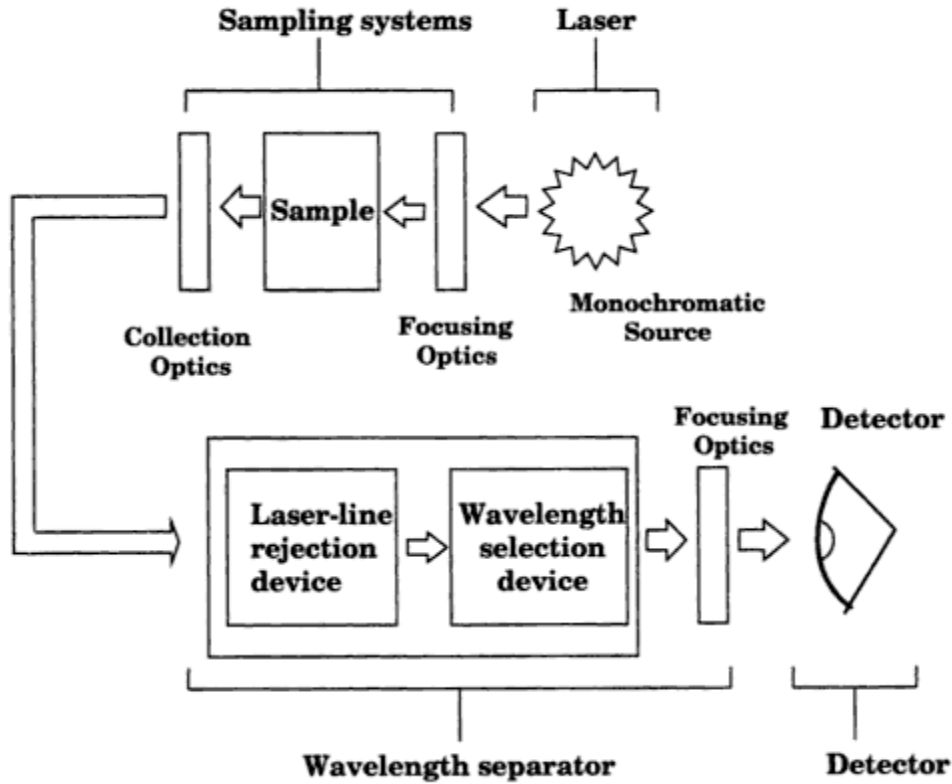 Sampling systems
Laser
Sample
Collection
Optics
Focusing
Optics
Monochromatic
Source
Focusing
Optics
Detector
Laser-line
rejection
device
Wavelength
selection
device
Wavelength separator
Detector